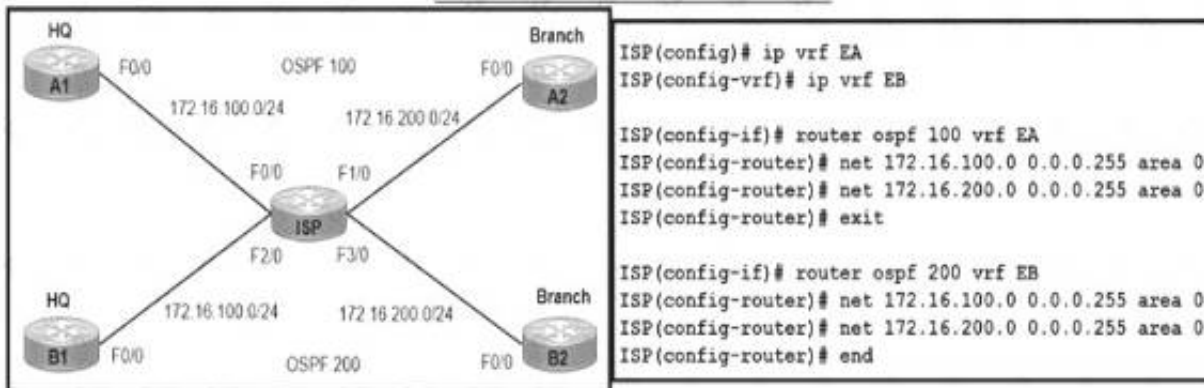 HQ
A1
F0/0
OSPF 100
F0/0
Branch
A2
172 16 100 0/24
172 16 200 0/24
F0/0
F1/0
ISP
F2/0
F3/0
HQ
B1
F0/0
172.16.100.0/24
172 16 200 0/24
OSPF 200
F0/0
Branch
B2
ISP(config)# ip vrf EA
ISP(config-vrf)# ip vrf EB
ISP(config-if)# router ospf 100 vrf EA
ISP(config-router)# net 172.16.100.0 0.0.0.255 area 0
ISP(config-router)# net 172.16.200.0 0.0.0.255 area 0
ISP(config-router)# exit
ISP(config-if)# router ospf 200 vrf EB
ISP(config-router)# net 172.16.100.0 0.0.0.255 area 0
ISP(config-router)# net 172.16.200.0 0.0.0.255 area 0
ISP(config-router)# end